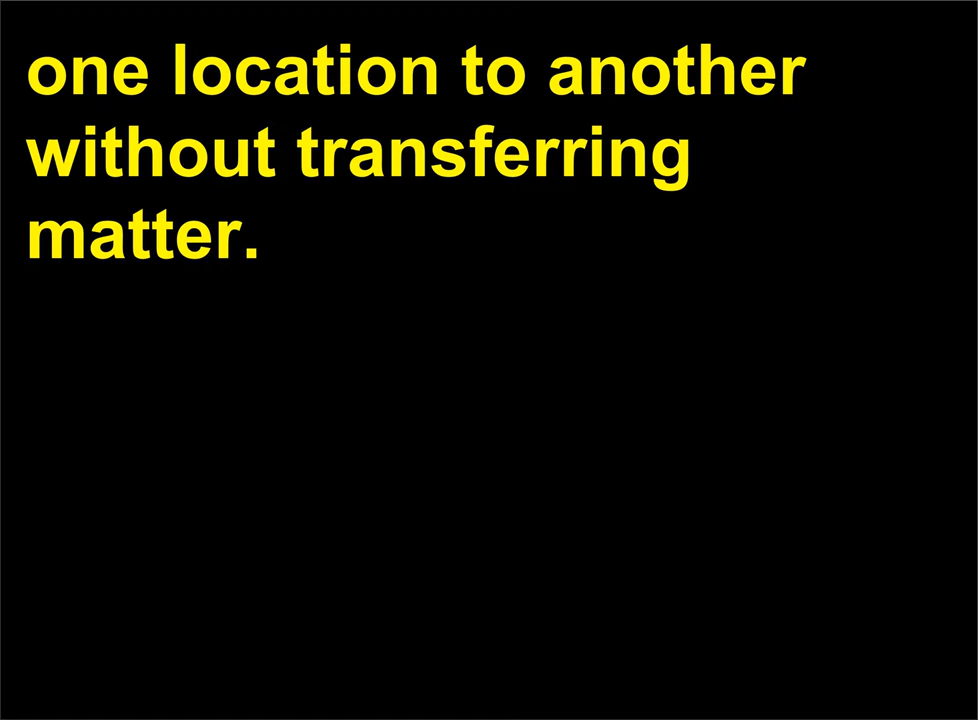 one location to another
without transferring
matter.